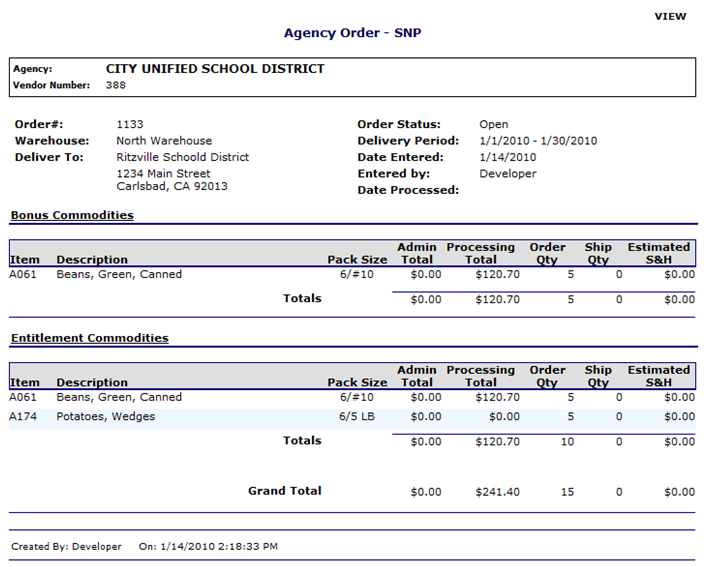 VIEW
Agency Order - SNP
Agency: CITY UNIFIED SCHOOL DISTRICT
Vendor Number: 388
Order#: 1133 Order Status: Open
Warehouse: North Warehouse Delivery Period: 1/1/2010 - 1/30/2010
Deliver To: Ritzville Schoold District Date Entered: 1/14/2010
1234 Main Street Entered by: Developer
Carlsbad, CA 92013 Date Processed:
Bonus Commodities
Admin Processing Order Ship Estimated
Item Description Pack Size Total Total Qty Qty S&H
A061 Beans, Green, Canned 6/#10 $0.00 $120.70 5 0 $0.00
Totals $0.00 $120.70 5 0 $0.00
Entitlement Commodities
Admin Processing Order Ship Estimated
Item Description Pack Size Total Total Qty Qty S&H
A061 Beans, Green, Canned 6/#10 $0.00 $120.70 5 0 $0.00
A174 Potatoes, Wedges 6/5 LB $0.00 $0.00 5 0 $0.00
Totals $0.00 $120.70 10 0 $0.00
Grand Total $0.00 $241.40 15 0 $0.00
Created By: Developer On: 1/14/2010 2:18:33 PM